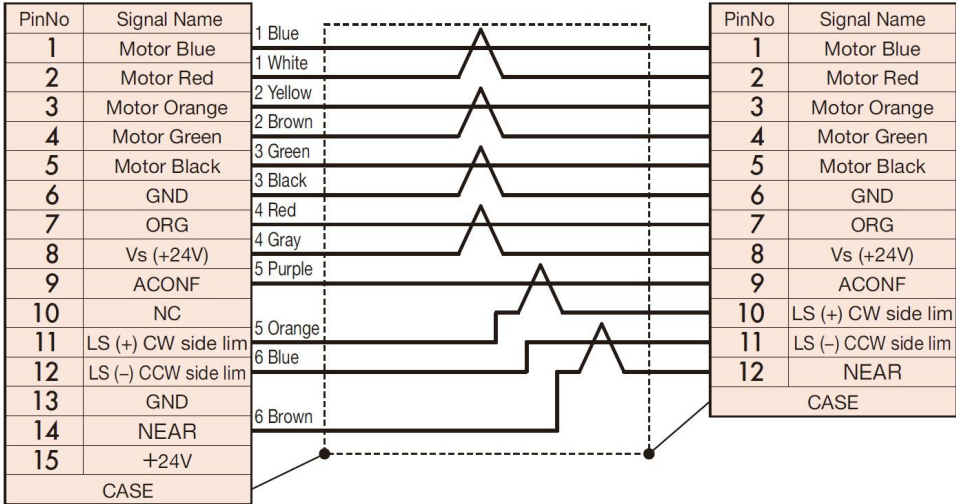 PinNo Signal Name
1 Motor Blue
2 Motor Red
3 Motor Orange
4 Motor Green
5 Motor Black
6 GND
7 ORG
8 Vs (+24V)
9 ACONF
10 NC
11 LS (+) CW side lim
12 LS (−) CCW side lim
13 GND
14 NEAR
15 +24V
CASE
1 Blue
1 White
2 Yellow
2 Brown
3 Green
3 Black
4 Red
4 Gray
5 Purple
5 Orange
6 Blue
6 Brown
PinNo Signal Name
1 Motor Blue
2 Motor Red
3 Motor Orange
4 Motor Green
5 Motor Black
6 GND
7 ORG
8 Vs (+24V)
9 ACONF
10 LS (+) CW side lim
11 LS (−) CCW side lim
12 NEAR
CASE